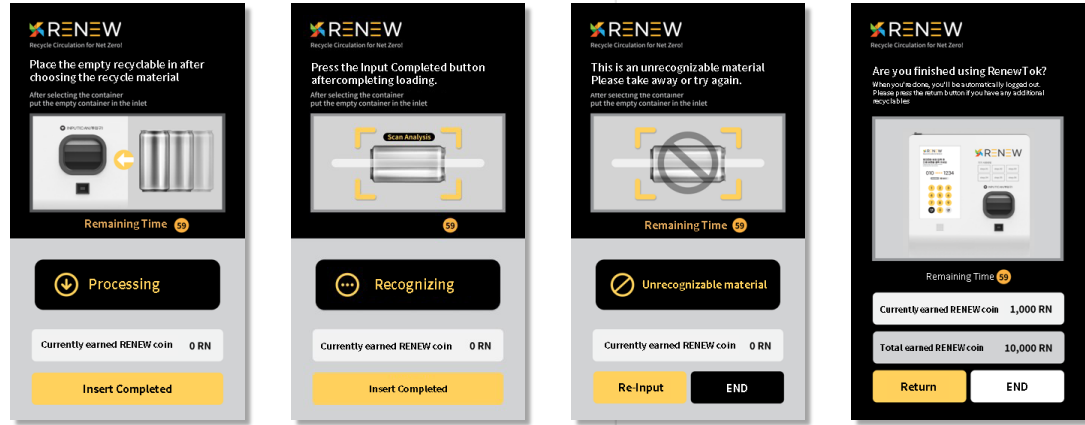 RENEW
Recycle Circulation for Net Zero!
Place the empty recyclable in after
choosing the recycle material
After selecting the container
put the empty container in the inlet
Remaining Time 59
Processing
Currently earned RENEW coin 0 RN
Insert Completed
RENEW
Recycle Circulation for Net Zero!
Press the Input Completed button
aftercompleting loading.
After selecting the container
put the empty container in the inlet
Scan Analysis
59
Recognizing
Currently earned RENEW coin 0 RN
Insert Completed
RENEW
Recycle Circulation for Net Zero!
This is an unrecognizable material
Please take away or try again.
After selecting the container
put the empty container in the inlet
Remaining Time 59
Unrecognizable material
Currently earned RENEW coin 0 RN
Re-Input END
RENEW
Recycle Circulation for Net Zero!
Are you finished using RenewTok?
When you're done, you'll be automatically logged out.
Please press the return button if you have any additional
recyclables
RENEW
RENEW
010 1234
Remaining Time 59
Currently earned RENEW coin 1,000 RN
Total earned RENEW coin 10,000 RN
Return END